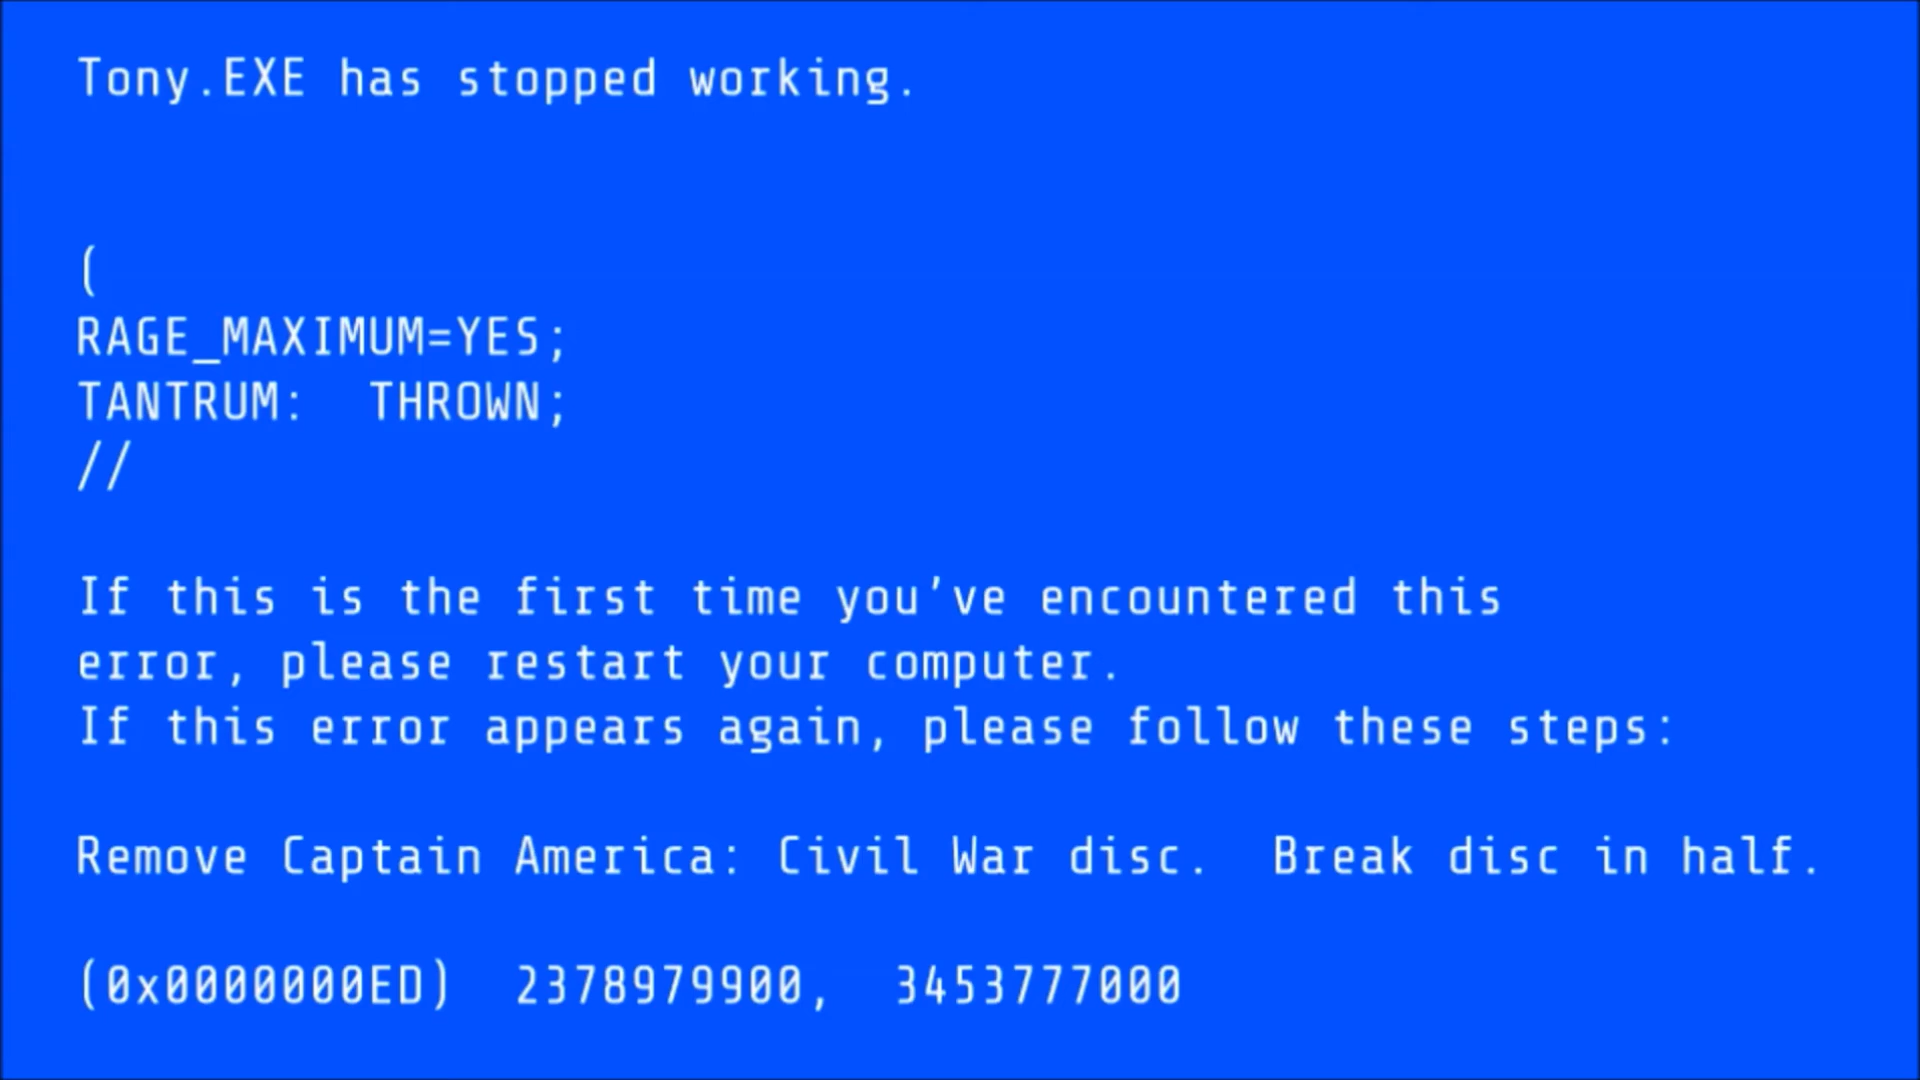 Tony.EXE has stopped working.
(
RAGE_MAXIMUM=YES;
TANTRUM:  THROWN;
//
If this is the first time you've encountered this
error, please restart your computer.
If this error appears again, please follow these steps:
Remove Captain America: Civil War disc.  Break disc in half.
(0x0000000ED)  2378979900,  3453777000